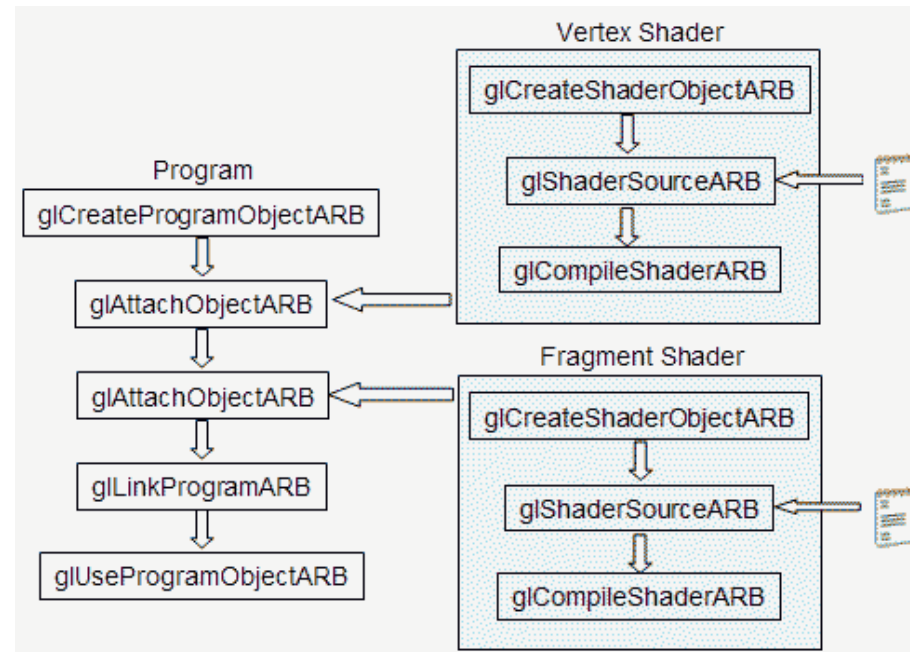 Vertex Shader
glCreateShaderObjectARB
glShaderSourceARB
glCompileShaderARB
Program
glCreateProgramObjectARB
glAttachObjectARB
glAttachObjectARB
glLinkProgramARB
glUseProgramObjectARB
Fragment Shader
glCreateShaderObjectARB
glShaderSourceARB
glCompileShaderARB